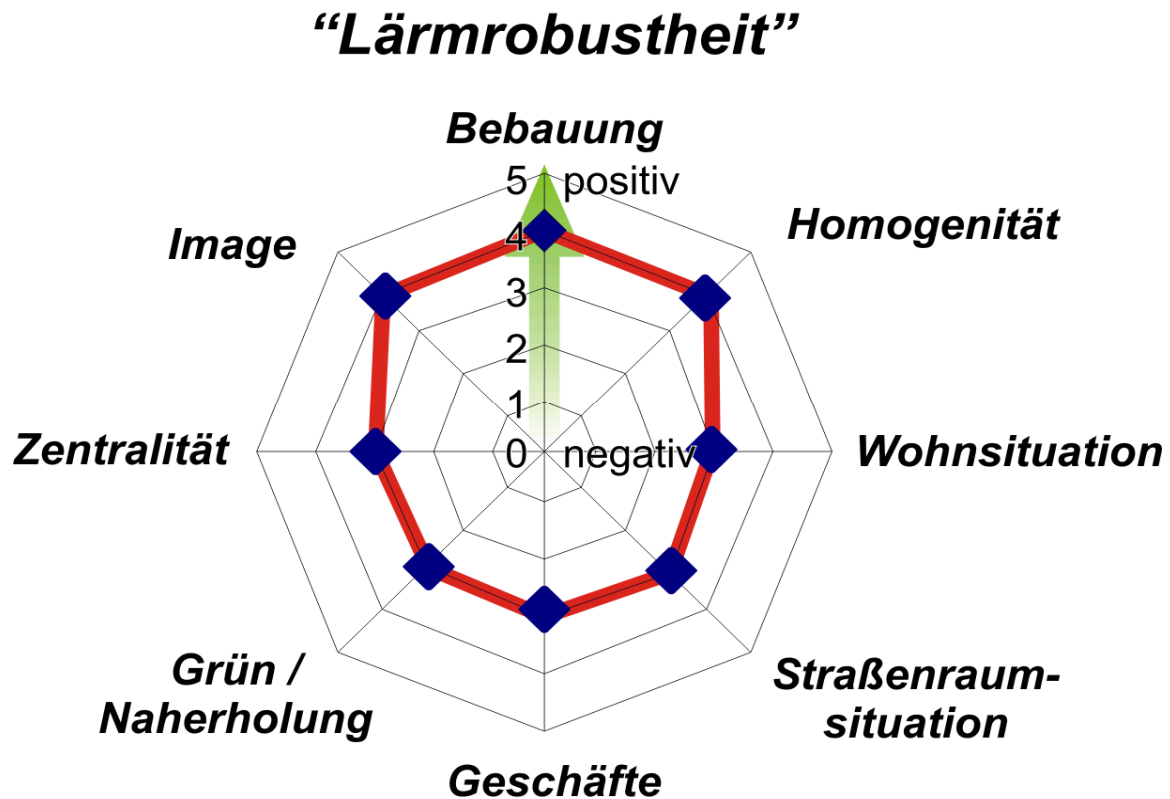 “Lärmrobustheit”
Bebauung
5 positiv
Homogenität
Image
4
3
2
1
Zentralität
0 negativ
Wohnsituation
Grün /
Naherholung
Straßenraum-
situation
Geschäfte